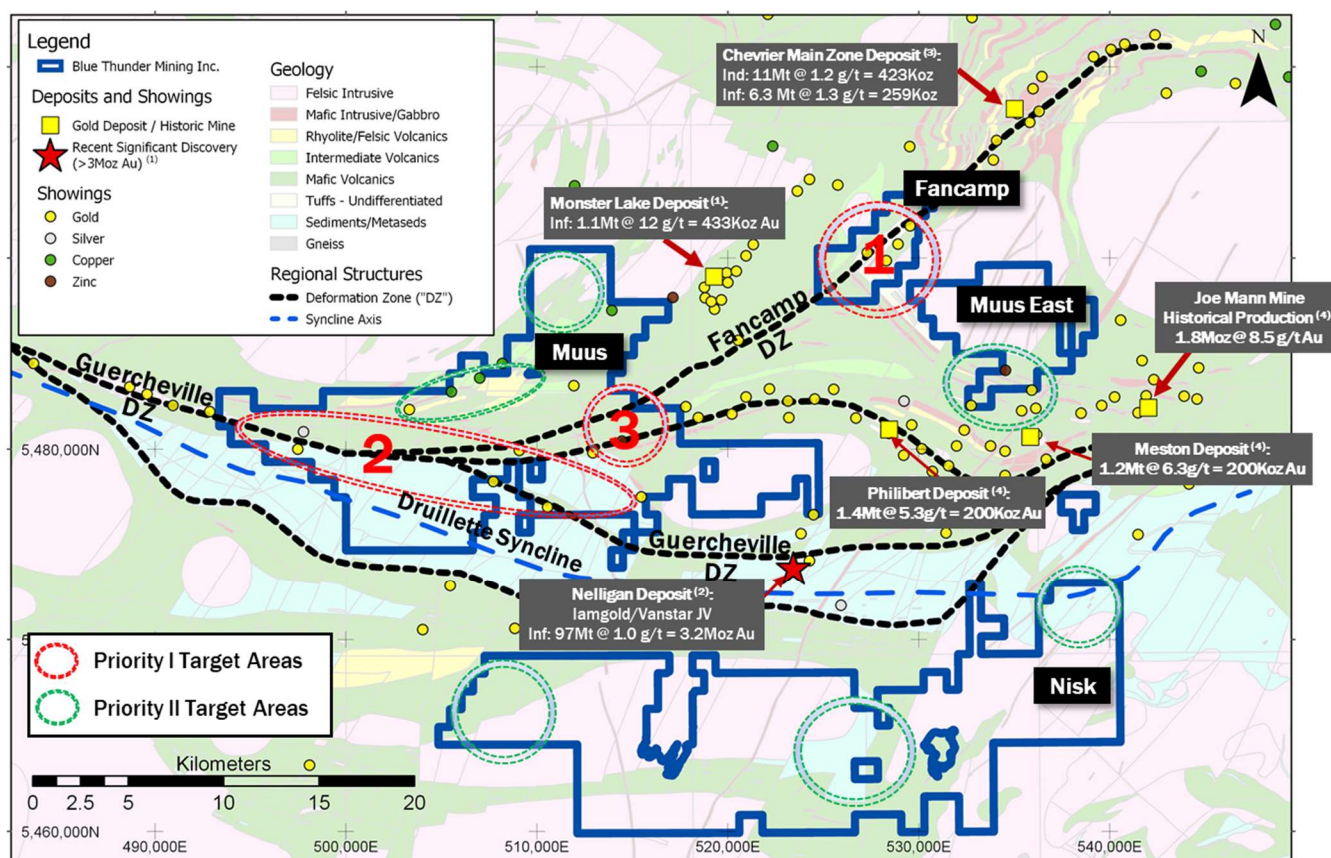 Legend
Blue Thunder Mining Inc.
Deposits and Showings
Gold Deposit / Historic Mine
Recent Significant Discovery
(>3Moz Au) (1)
Showings
Gold
Silver
Copper
Zinc
Geology
Felsic Intrusive
Mafic Intrusive/Gabbro
Rhyolite/Felsic Volcanics
Intermediate Volcanics
Mafic Volcanics
Tuffs - Undifferentiated
Sediments/Metaseds
Gneiss
Regional Structures
Deformation Zone ("DZ")
Syncline Axis
Chevrier Main Zone Deposit (3):
Ind: 11Mt @ 1.2 g/t = 423Koz
Inf: 6.3 Mt @ 1.3 g/t = 259Koz
N
Monster Lake Deposit (1):
Inf: 1.1Mt @ 12 g/t = 433Koz Au
Fancamp
1
Muus East
Joe Mann Mine
Historical Production (4)
1.8Moz @ 8.5 g/t Au
Muus
Fancamp
DZ
Guercheville
DZ
2
3
5,480,000N
Meston Deposit (4):
1.2Mt @ 6.3g/t = 200Koz Au
Philibert Deposit (4):
1.4Mt @ 5.3g/t = 200Koz Au
Druillette Syncline
Guercheville
DZ
Nelligan Deposit (2):
Iamgold/Vanstar JV
Inf: 97Mt @ 1.0 g/t = 3.2Moz Au
Nisk
Priority I Target Areas
Priority II Target Areas
Kilometers
0 2.5 5 10 15 20
5,460,000N
490,000E 500,000E 510,000E 520,000E 530,000E 540,000E